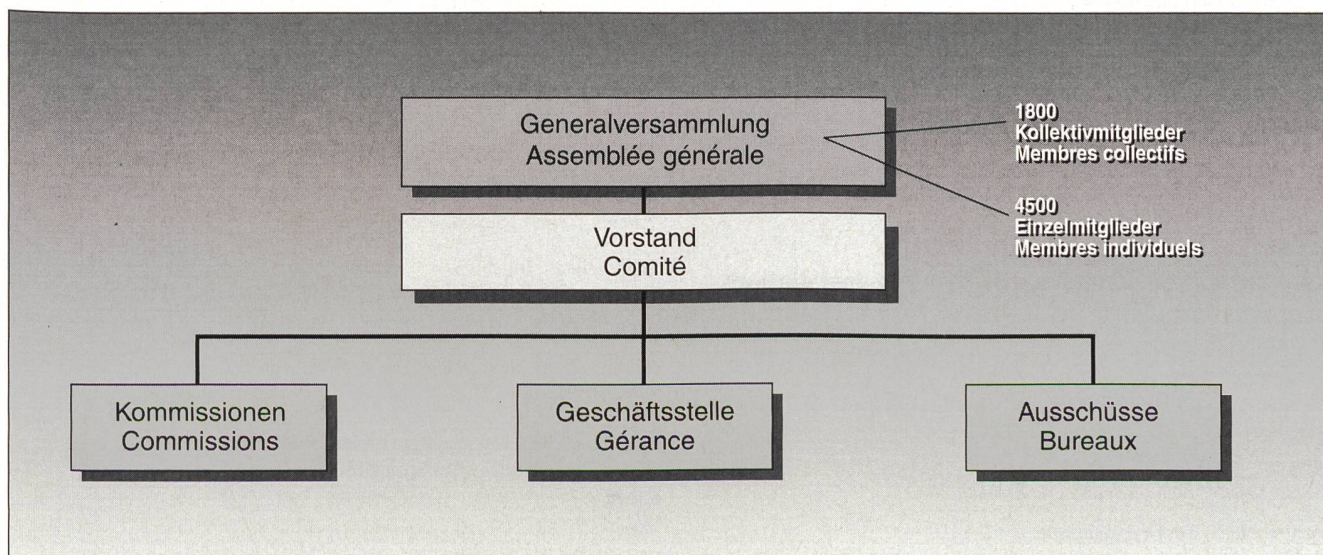 Generalversammlung
Assemblée générale
1800
Kollektivmitglieder
Membres collectifs
4500
Einzelmitglieder
Membres individuels
Vorstand
Comité
Kommissionen
Commissions
Geschäftsstelle
Gérance
Ausschüsse
Bureaux